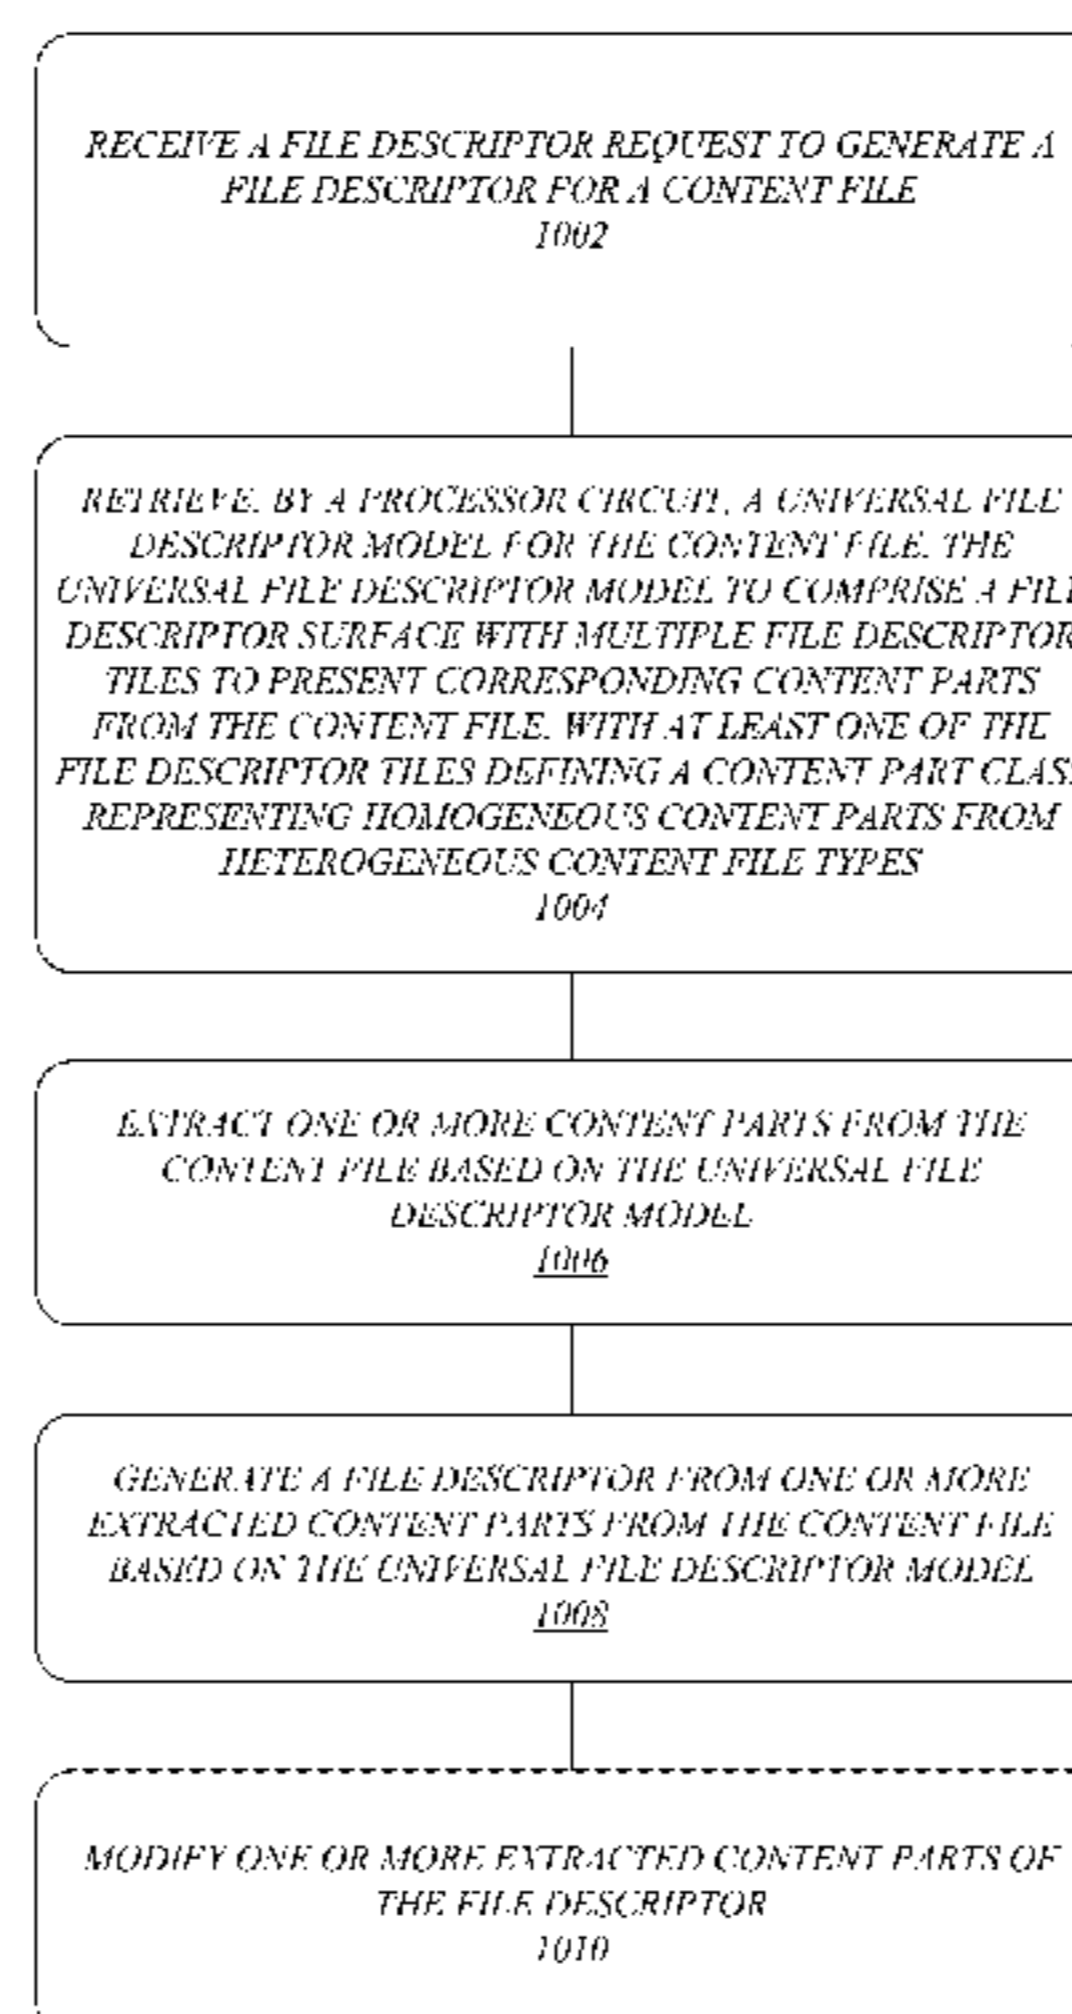 RECEIVE A FILE DESCRIPTOR REQUEST TO GENERATE A
FILE DESCRIPTOR FOR A CONTENT FILE
1002
RETRIEVE, BY A PROCESSOR CIRCUIT, A UNIVERSAL FILE
DESCRIPTOR MODEL FOR THE CONTENT FILE, THE
UNIVERSAL FILE DESCRIPTOR MODEL TO COMPRISE A FILE
DESCRIPTOR SURFACE WITH MULTIPLE FILE DESCRIPTOR
TILES TO PRESENT CORRESPONDING CONTENT PARTS
FROM THE CONTENT FILE, WITH AT LEAST ONE OF THE
FILE DESCRIPTOR TILES DEFINING A CONTENT PART CLASS
REPRESENTING HOMOGENEOUS CONTENT PARTS FROM
HETEROGENEOUS CONTENT FILE TYPES
1004
EXTRACT ONE OR MORE CONTENT PARTS FROM THE
CONTENT FILE BASED ON THE UNIVERSAL FILE
DESCRIPTOR MODEL
1006
GENERATE A FILE DESCRIPTOR FROM ONE OR MORE
EXTRACTED CONTENT PARTS FROM THE CONTENT FILE
BASED ON THE UNIVERSAL FILE DESCRIPTOR MODEL
1008
MODIFY ONE OR MORE EXTRACTED CONTENT PARTS OF
THE FILE DESCRIPTOR
1010